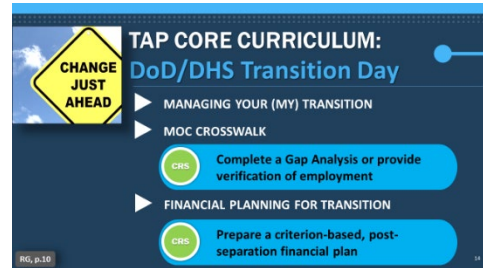 CHANGE
JUST
AHEAD
TAP CORE CURRICULUM:
DoD/DHS Transition Day
MANAGING YOUR (MY) TRANSITION
MOC CROSSWALK
CRS
Complete a Gap Analysis or provide
verification of employment
FINANCIAL PLANNING FOR TRANSITION
CRS
Prepare a criterion-based, post-
separation financial plan
RG, p.10
14